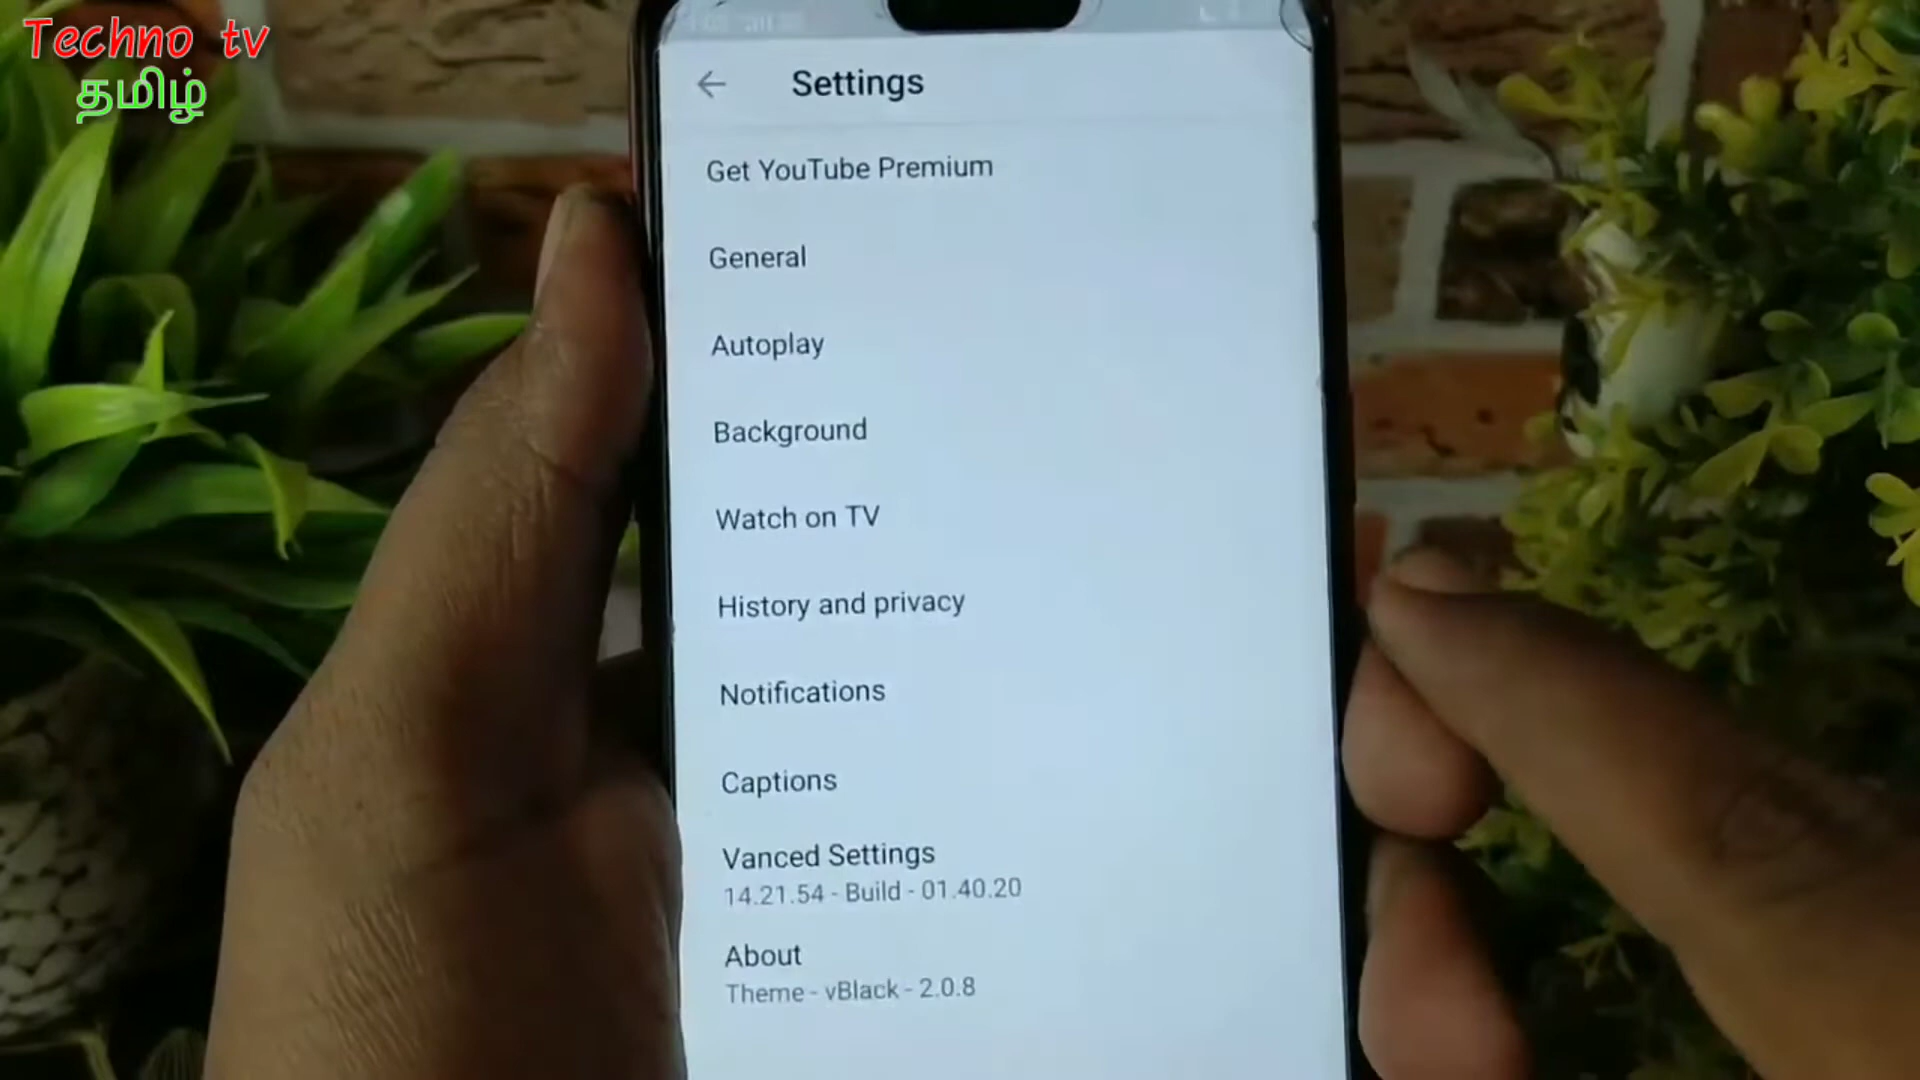 Techno tv
தமிழ்
Settings
Get YouTube Premium
General
Autoplay
Background
Watch on TV
History and privacy
Notifications
Captions
Vanced Settings
14.21.54 - Build - 01.40.20
About
Theme - vBlack - 2.0.8